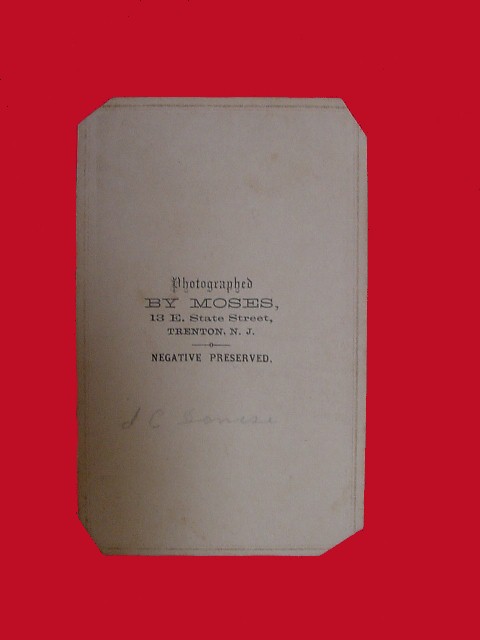 Photographed
BY MOSES,
13 E. State Street,
TRENTON, N. J.
NEGATIVE PRESERVED.